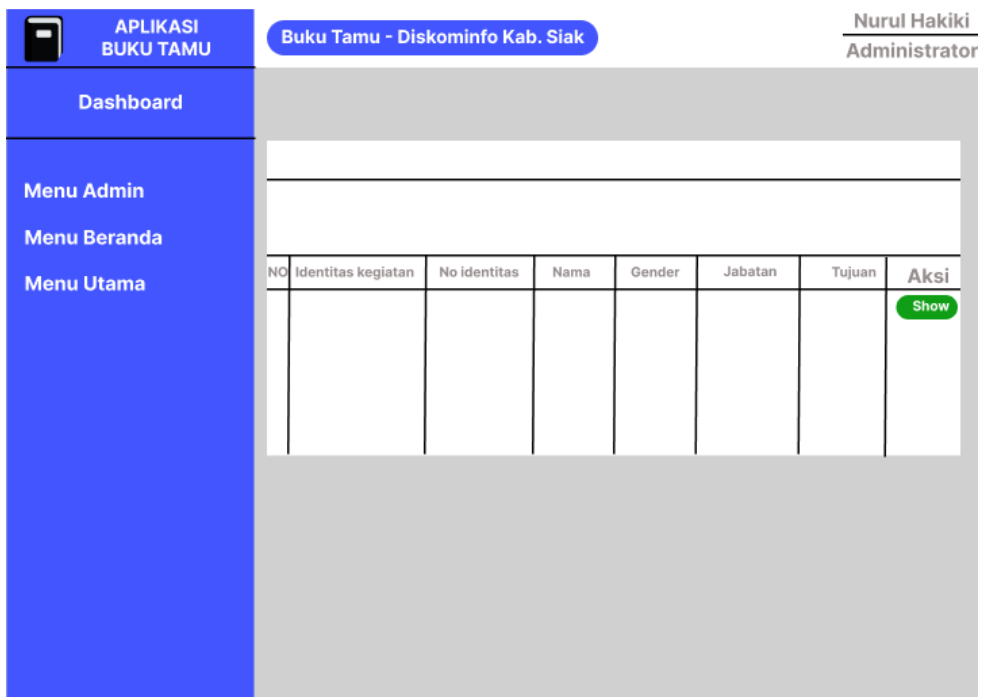 APLIKASI
BUKU TAMU
Buku Tamu - Diskominfo Kab. Siak
Nurul Hakiki
Administrator
Dashboard
Menu Admin
Menu Beranda
Menu Utama
NO Identitas kegiatan No identitas Nama Gender Jabatan Tujuan Aksi
Show